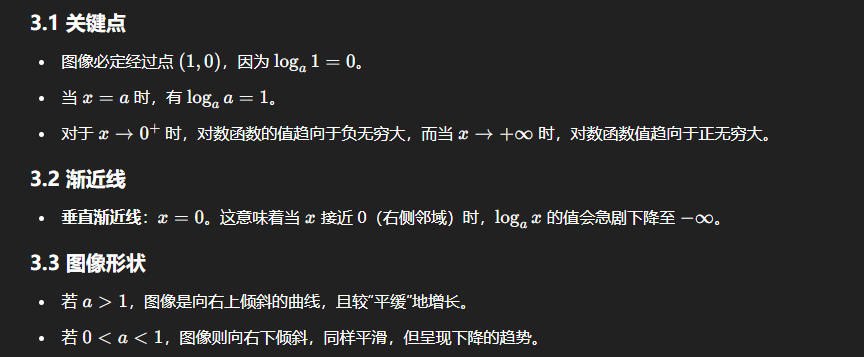 3.1 关键点
• 图像必定经过点 (1, 0)，因为 logₐ 1 = 0。
• 当 x = a 时，有 logₐ a = 1。
• 对于 x → 0⁺ 时，对数函数的值趋向于负无穷大，而当 x → +∞ 时，对数函数值趋向于正无穷大。
3.2 渐近线
• 垂直渐近线：x = 0。这意味着当 x 接近 0（右侧邻域）时，logₐ x 的值会急剧下降至 −∞。
3.3 图像形状
• 若 a > 1，图像是向右上倾斜的曲线，且较“平缓”地增长。
• 若 0 < a < 1，图像则向右下倾斜，同样平滑，但呈现下降的趋势。